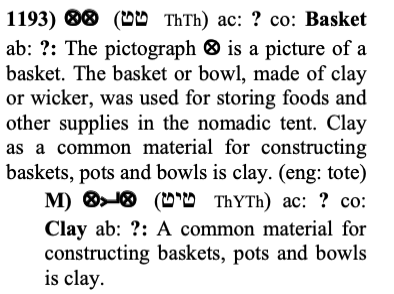 1193) ⊗⊗ (טט ThTh) ac: ? co: Basket
ab: ?: The pictograph ⊗ is a picture of a
basket. The basket or bowl, made of clay
or wicker, was used for storing foods and
other supplies in the nomadic tent. Clay
as a common material for constructing
baskets, pots and bowls is clay. (eng: tote)
M) (טיט ThYTh) ac: ? co:
Clay ab: ?: A common material for
constructing baskets, pots and bowls
is clay.